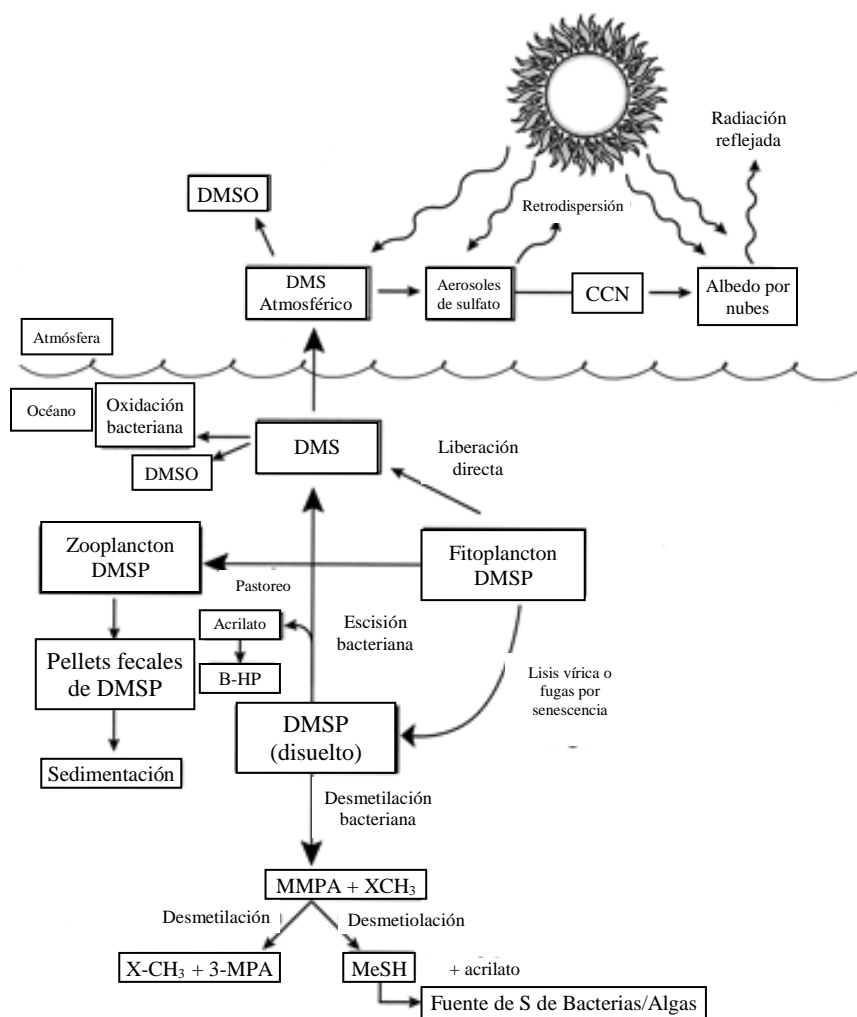 Radiación
reflejada
DMSO
Retrodispersión
DMS
Atmosférico
Aerosoles
de sulfato
CCN
Albedo por
nubes
Atmósfera
Océano
Oxidación
bacteriana
DMS
Liberación
directa
DMSO
Zooplancton
DMSP
Fitoplancton
DMSP
Pastoreo
Acrilato
Escisión
bacteriana
B-HP
Pellets fecales
de DMSP
Lisis vírica o
fugas por
senescencia
DMSP
(disuelto)
Sedimentación
Desmetilación
bacteriana
MMPA + XCH₃
Desmetilación
Desmetiolación
X-CH₃ + 3-MPA
MeSH
+ acrilato
Fuente de S de Bacterias/Algas